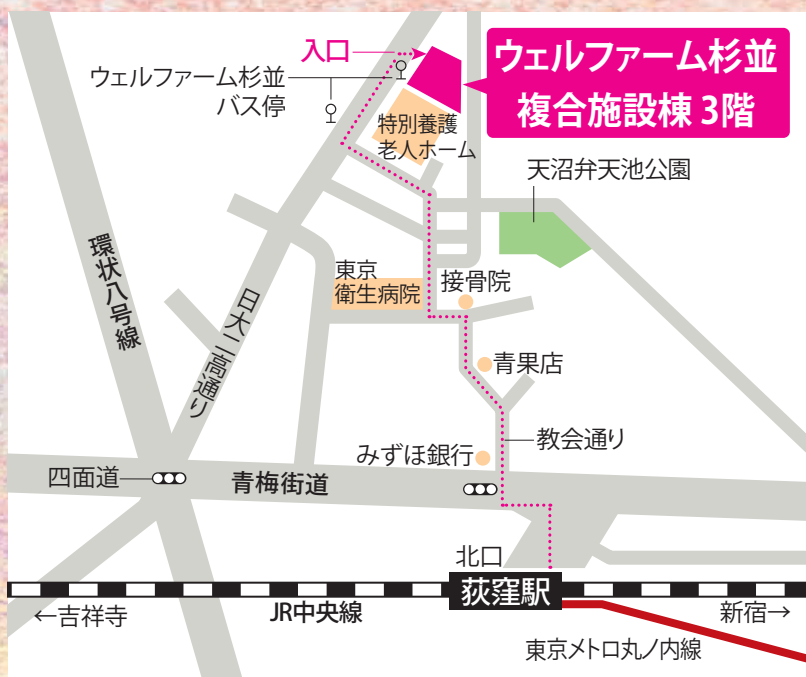 入口
ウェルファーム杉並
複合施設棟 3階
ウェルファーム杉並
バス停
特別養護
老人ホーム
天沼弁天池公園
環状八号線
日大二高通り
東京
衛生病院
接骨院
青果店
教会通り
みずほ銀行
四面道
青梅街道
北口
荻窪駅
←吉祥寺
JR中央線
新宿→
東京メトロ丸ノ内線